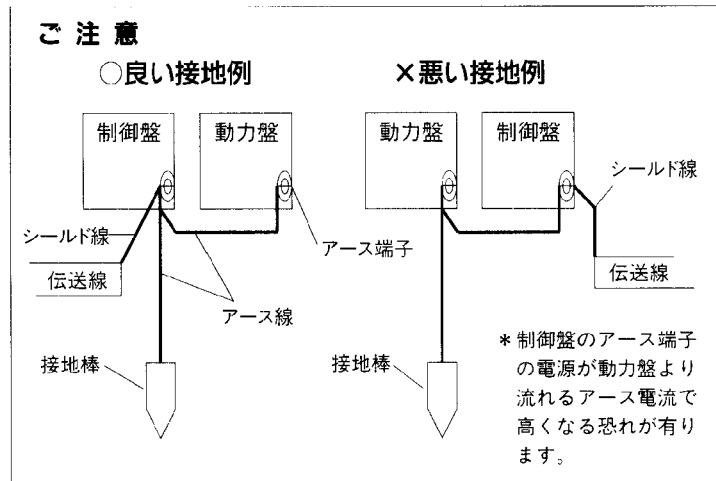 ご注意
○良い接地例
×悪い接地例
制御盤
動力盤
シールド線
伝送線
アース端子
アース線
接地棒
動力盤
制御盤
シールド線
伝送線
接地棒
*制御盤のアース端子
の電源が動力盤より
流れるアース電流で
高くなる恐れが有り
ます。